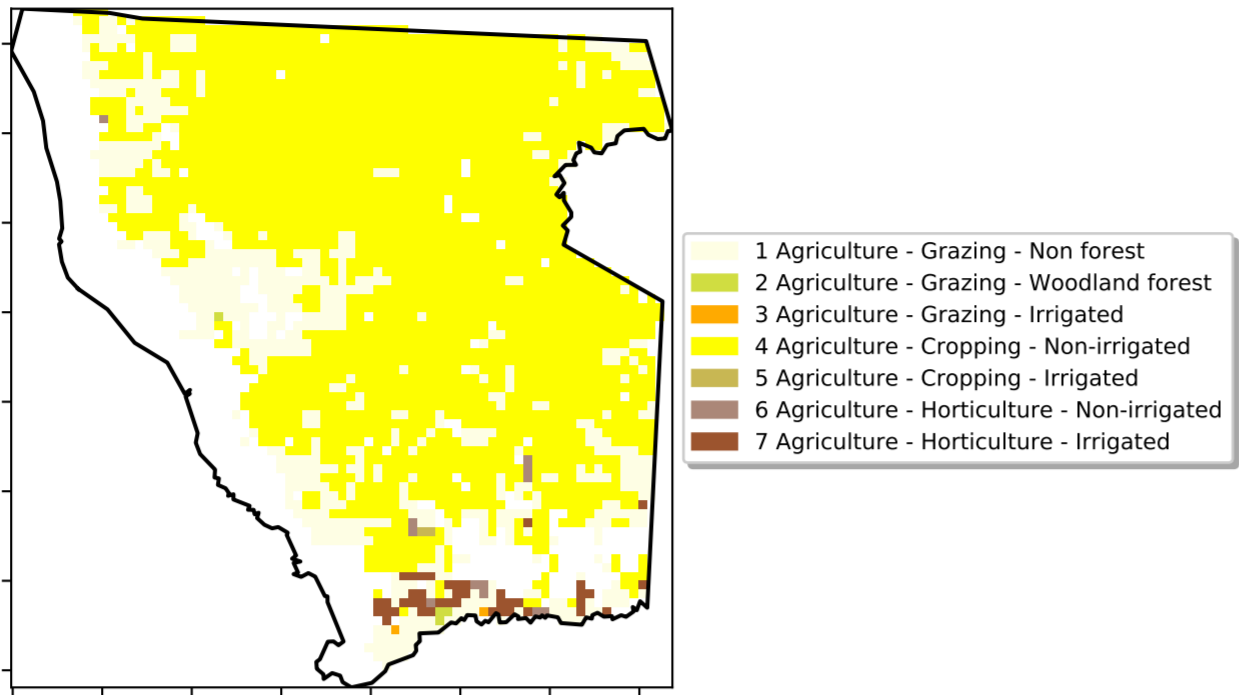 1 Agriculture - Grazing - Non forest
2 Agriculture - Grazing - Woodland forest
3 Agriculture - Grazing - Irrigated
4 Agriculture - Cropping - Non-irrigated
5 Agriculture - Cropping - Irrigated
6 Agriculture - Horticulture - Non-irrigated
7 Agriculture - Horticulture - Irrigated